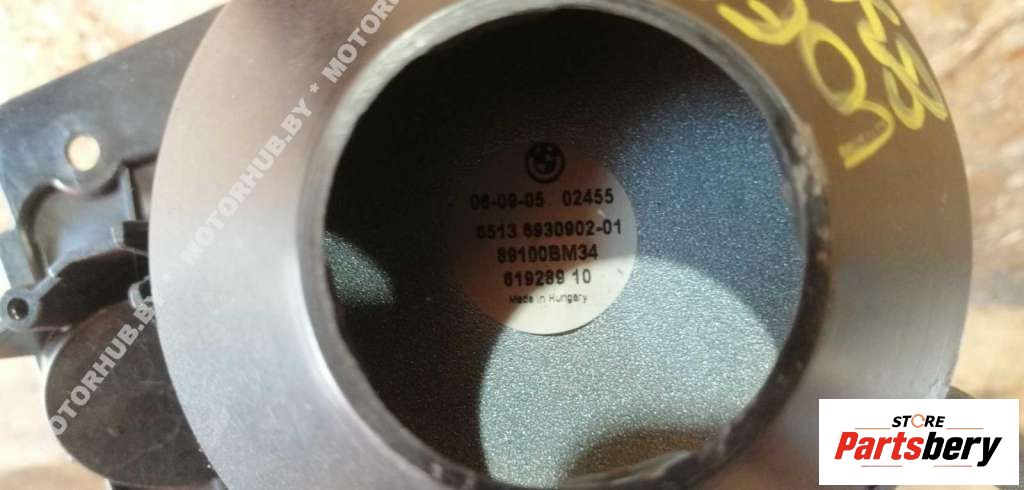 MOTORHUB.BY * MOTORHUB.BY * MOTOR
06-09-05 02455
6513 6930902-01
89100BM34
619289 10
Made in Hungary
STORE
Partsbery